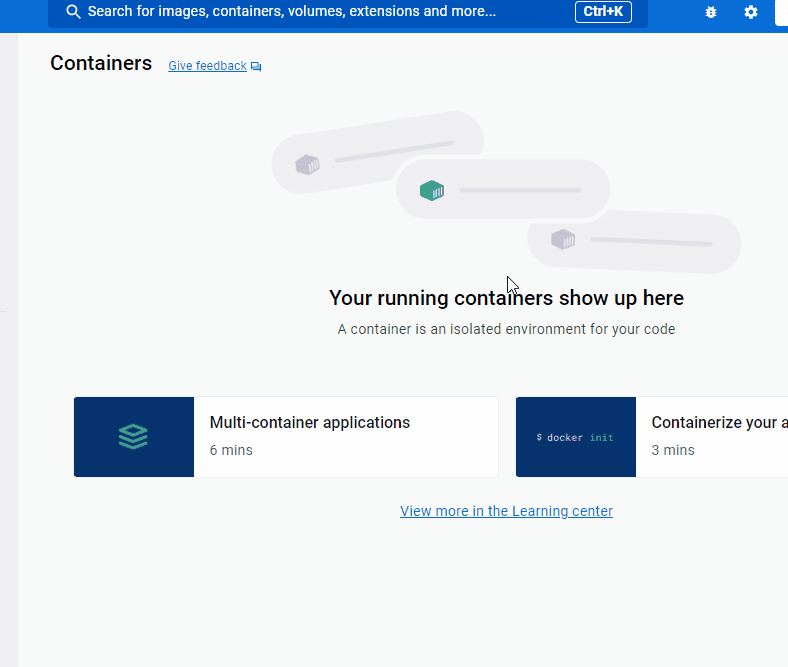 Search for images, containers, volumes, extensions and more...
Ctrl+K
Containers
Give feedback
Your running containers show up here
A container is an isolated environment for your code
Multi-container applications
6 mins
$ docker init
Containerize your a
3 mins
View more in the Learning center